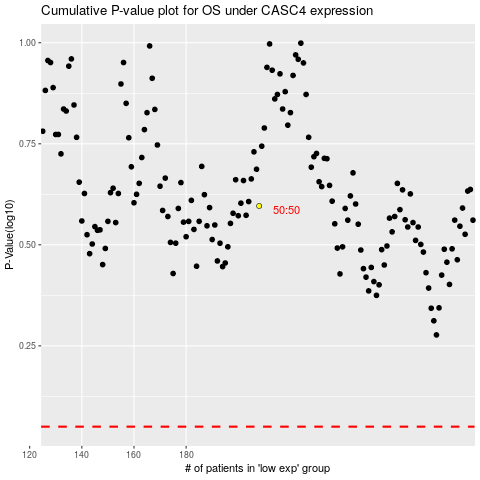 Cumulative P-value plot for OS under CASC4 expression
P-Value(log10)
1.00
0.75
0.50
0.25
50:50
120 140 160 180
# of patients in 'low exp' group